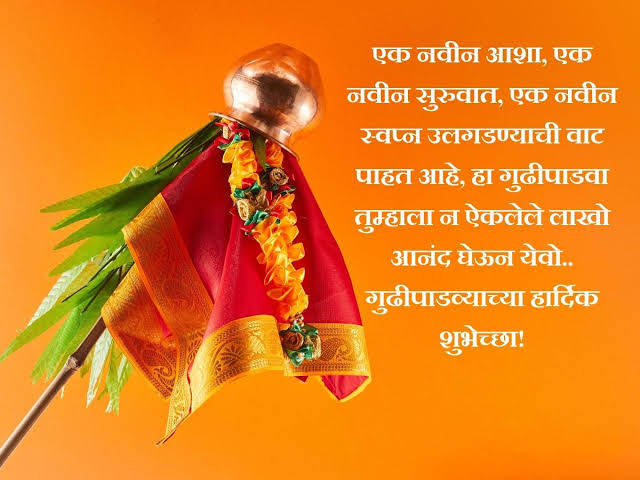 एक नवीन आशा, एक
नवीन सुरुवात, एक नवीन
स्वप्न उलगडण्याची वाट
पाहत आहे, हा गुढीपाडवा
तुम्हाला न ऐकलेले लाखो
आनंद घेऊन येवो..
गुढीपाडव्याच्या हार्दिक
शुभेच्छा!